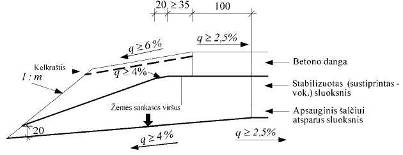 20 ≥ 35 100
q ≥ 6%
q ≥ 2,5%
Kelkraštis
1 : m
q ≥ 4%
Betono danga
Stabilizuotas (sustiprintas - vok.) sluoksnis
Žemės sankasos viršus
Apsauginis šalčiui
atsparus sluoksnis
20
q ≥ 4%
q ≥ 2,5%